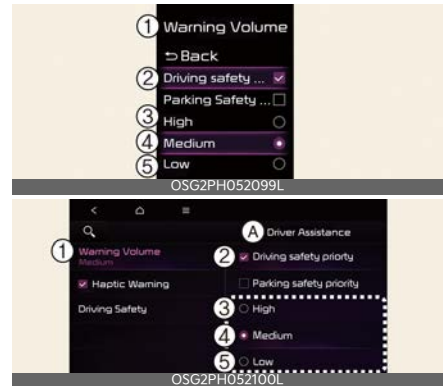 ① Warning Volume
Back
② Driving safety ...
Parking Safety ...
③ High
④ Medium
⑤ Low
OSG2PH052099L
A Driver Assistance
① Warning Volume
Medium
② Driving safety priorty
Haptic Warning
Parking safety priority
Driving Safety
③ High
④ Medium
⑤ Low
OSG2PH052100L